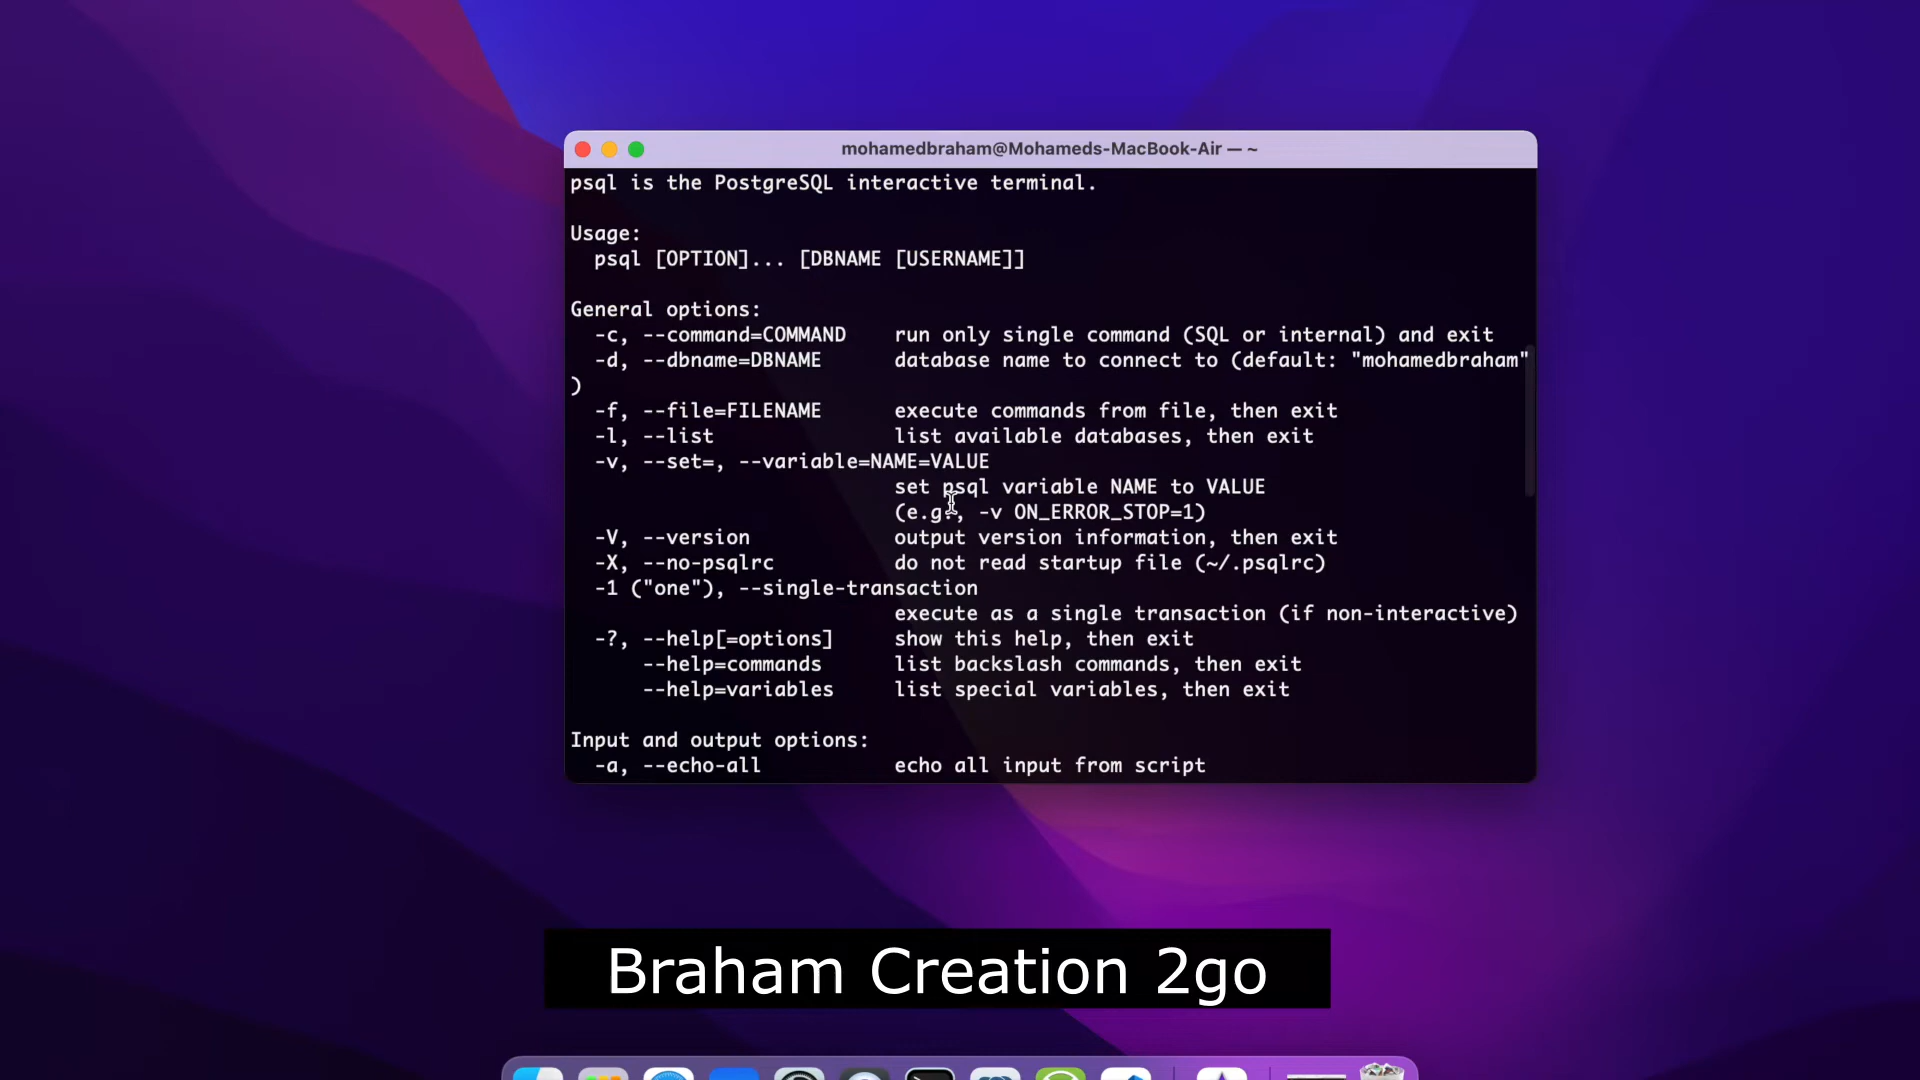 mohamedbraham@Mohameds-MacBook-Air — ~
psql is the PostgreSQL interactive terminal.
Usage:
psql [OPTION]... [DBNAME [USERNAME]]
General options:
-c, --command=COMMAND run only single command (SQL or internal) and exit
-d, --dbname=DBNAME database name to connect to (default: "mohamedbraham"
)
-f, --file=FILENAME execute commands from file, then exit
-l, --list list available databases, then exit
-v, --set=, --variable=NAME=VALUE
set psql variable NAME to VALUE
(e.g., -v ON_ERROR_STOP=1)
-V, --version output version information, then exit
-X, --no-psqlrc do not read startup file (~/.psqlrc)
-1 ("one"), --single-transaction
execute as a single transaction (if non-interactive)
-?, --help[=options] show this help, then exit
--help=commands list backslash commands, then exit
--help=variables list special variables, then exit
Input and output options:
-a, --echo-all echo all input from script
Braham Creation 2go